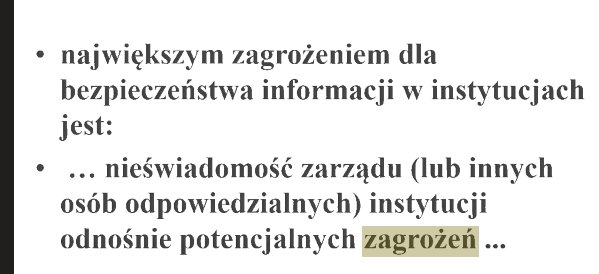 • największym zagrożeniem dla
bezpieczeństwa informacji w instytucjach
jest:
• … nieświadomość zarządu (lub innych
osób odpowiedzialnych) instytucji
odnośnie potencjalnych zagrożeń ...